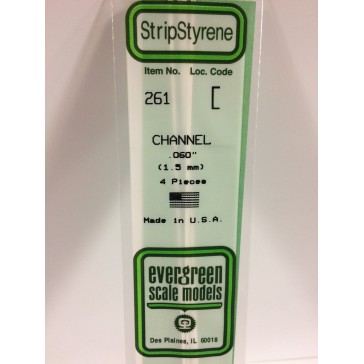 StripStyrene
Item No. Loc. Code
261 [
CHANNEL
.060"
(1.5 mm)
4 Pieces
Made in U.S.A.
evergreen
scale models
Des Plaines, IL 60018